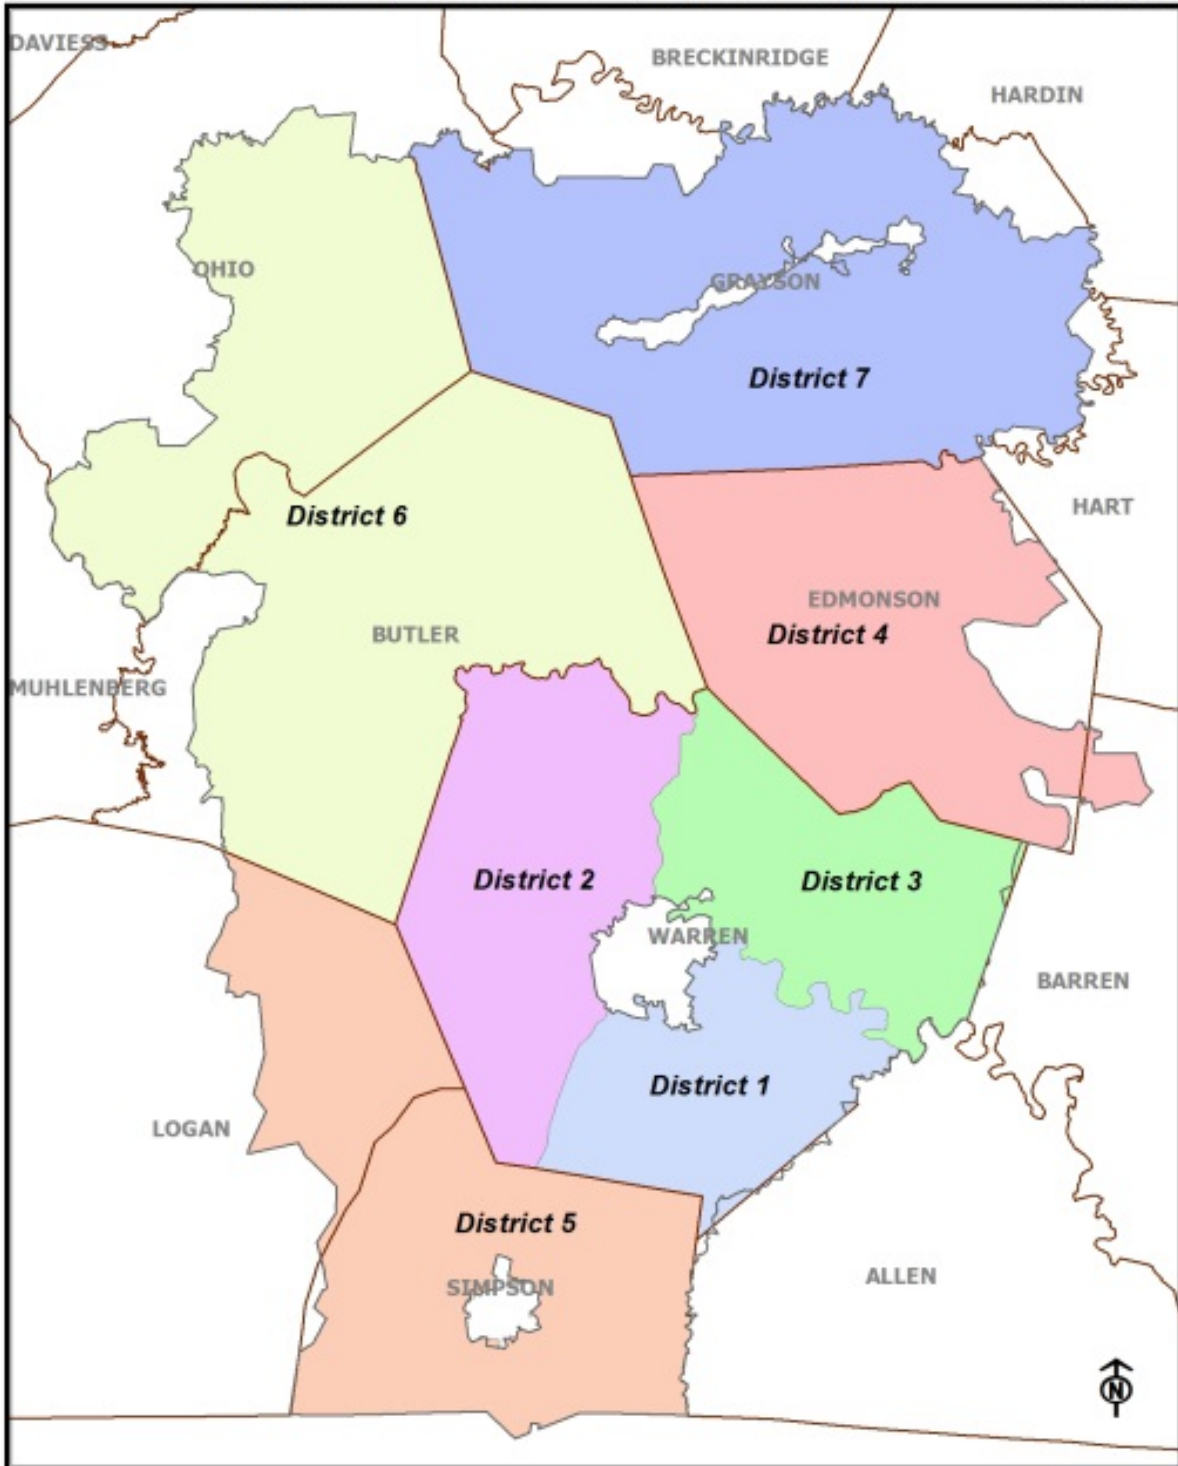 DAVIESS
BRECKINRIDGE
HARDIN
OHIO
GRAYSON
District 7
HART
District 6
EDMONSON
District 4
BUTLER
MUHLENBERG
District 2
District 3
WARREN
BARREN
District 1
LOGAN
District 5
ALLEN
SIMPSON
N